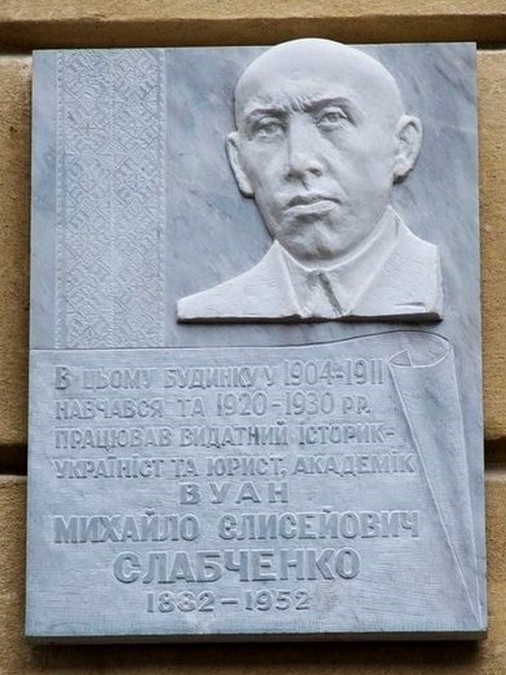 В ЦЬОМУ БУДИНКУ У 1904-1911
НАВЧАВСЯ ТА 1920-1930 РР.
ПРАЦЮВАВ ВИДАТНИЙ ІСТОРИК-
УКРАЇНІСТ ТА ЮРИСТ, АКАДЕМІК
ВУАН
МИХАЙЛО ЄЛИСЕЙОВИЧ
СЛАБЧЕНКО
1882-1952